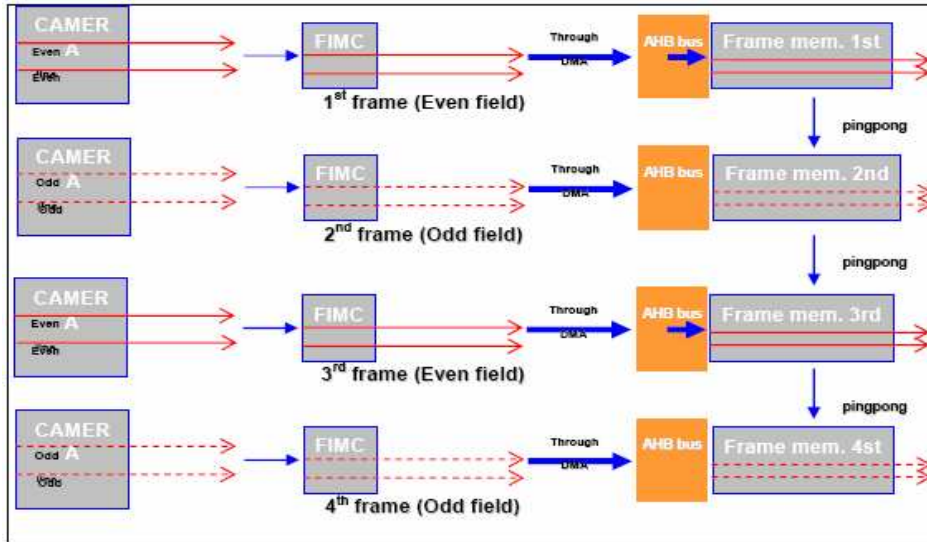 CAMER
A
Even
Even
FIMC
Through
DMA
AHB bus
Frame mem. 1st
1st frame (Even field)
pingpong
CAMER
A
Odd
Odd
FIMC
Through
DMA
AHB bus
Frame mem. 2nd
2nd frame (Odd field)
pingpong
CAMER
A
Even
Even
FIMC
Through
DMA
AHB bus
Frame mem. 3rd
3rd frame (Even field)
pingpong
CAMER
A
Odd
Odd
FIMC
Through
DMA
AHB bus
Frame mem. 4st
4th frame (Odd field)